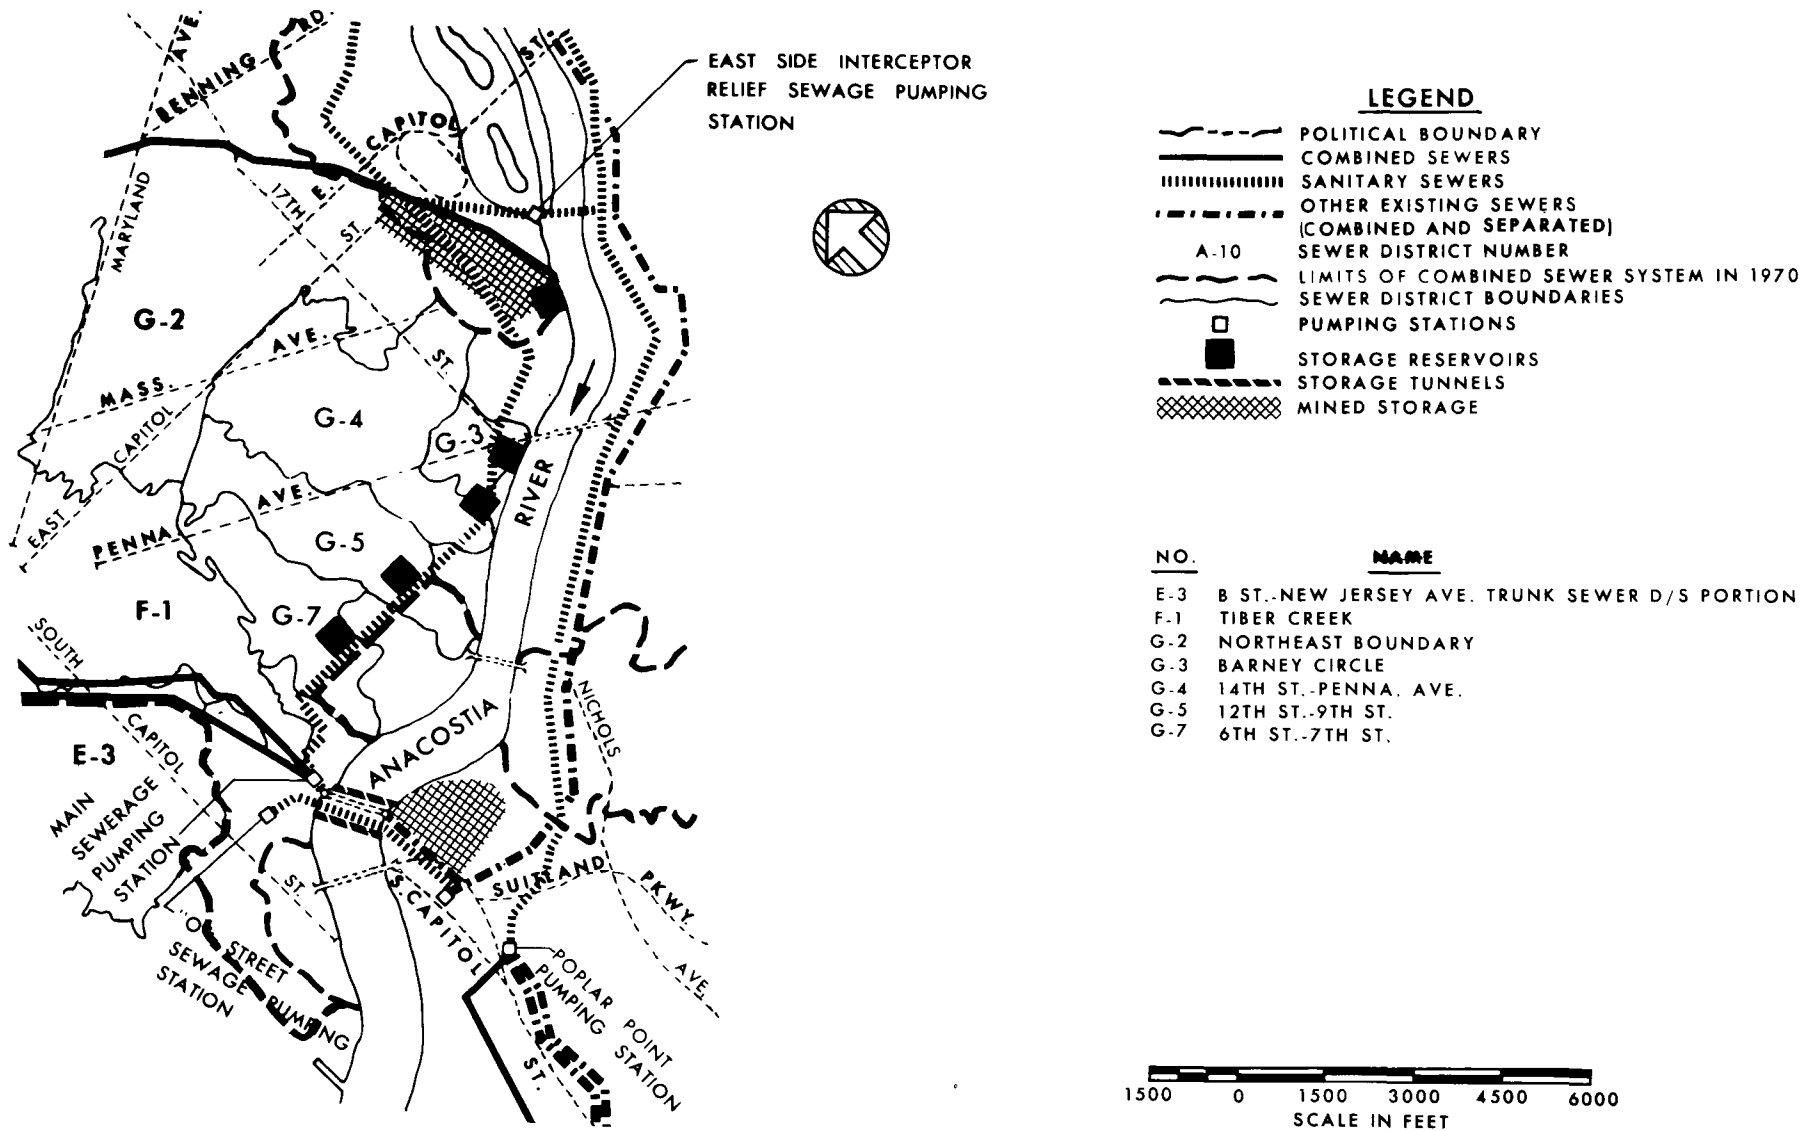 AVE.
BENNING RD.
CAPITOL ST.
E.
EAST SIDE INTERCEPTOR
RELIEF SEWAGE PUMPING
STATION
MARYLAND
17TH
ST.
G-2
MASS. AVE.
ST.
EAST CAPITOL
G-4
G-3
PENNA. AVE.
RIVER
G-5
G-7
F-1
SOUTH
CAPITOL
ST.
E-3
ANACOSTIA
NICHOLS
AVE.
MAIN
SEWERAGE
PUMPING
STATION
SUITLAND
PKWY.
S. CAPITOL
ST.
"O" STREET PUMPING
SEWAGE
STATION
POPLAR POINT
PUMPING STATION
LEGEND
POLITICAL BOUNDARY
COMBINED SEWERS
SANITARY SEWERS
OTHER EXISTING SEWERS
(COMBINED AND SEPARATED)
A-10 SEWER DISTRICT NUMBER
LIMITS OF COMBINED SEWER SYSTEM IN 1970
SEWER DISTRICT BOUNDARIES
PUMPING STATIONS
STORAGE RESERVOIRS
STORAGE TUNNELS
MINED STORAGE
NO. NAME
E-3 B ST.-NEW JERSEY AVE. TRUNK SEWER D/S PORTION
F-1 TIBER CREEK
G-2 NORTHEAST BOUNDARY
G-3 BARNEY CIRCLE
G-4 14TH ST.-PENNA. AVE.
G-5 12TH ST.-9TH ST.
G-7 6TH ST.-7TH ST.
1500 0 1500 3000 4500 6000
SCALE IN FEET